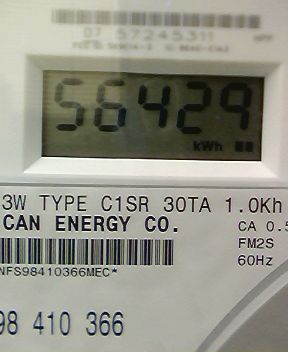 07 57245311
56429
kWh
3W TYPE C1SR 30TA 1.0Kh
CAN ENERGY CO.
CA 0.5
FM2S
60Hz
NFS98410366MEC*
98 410 366